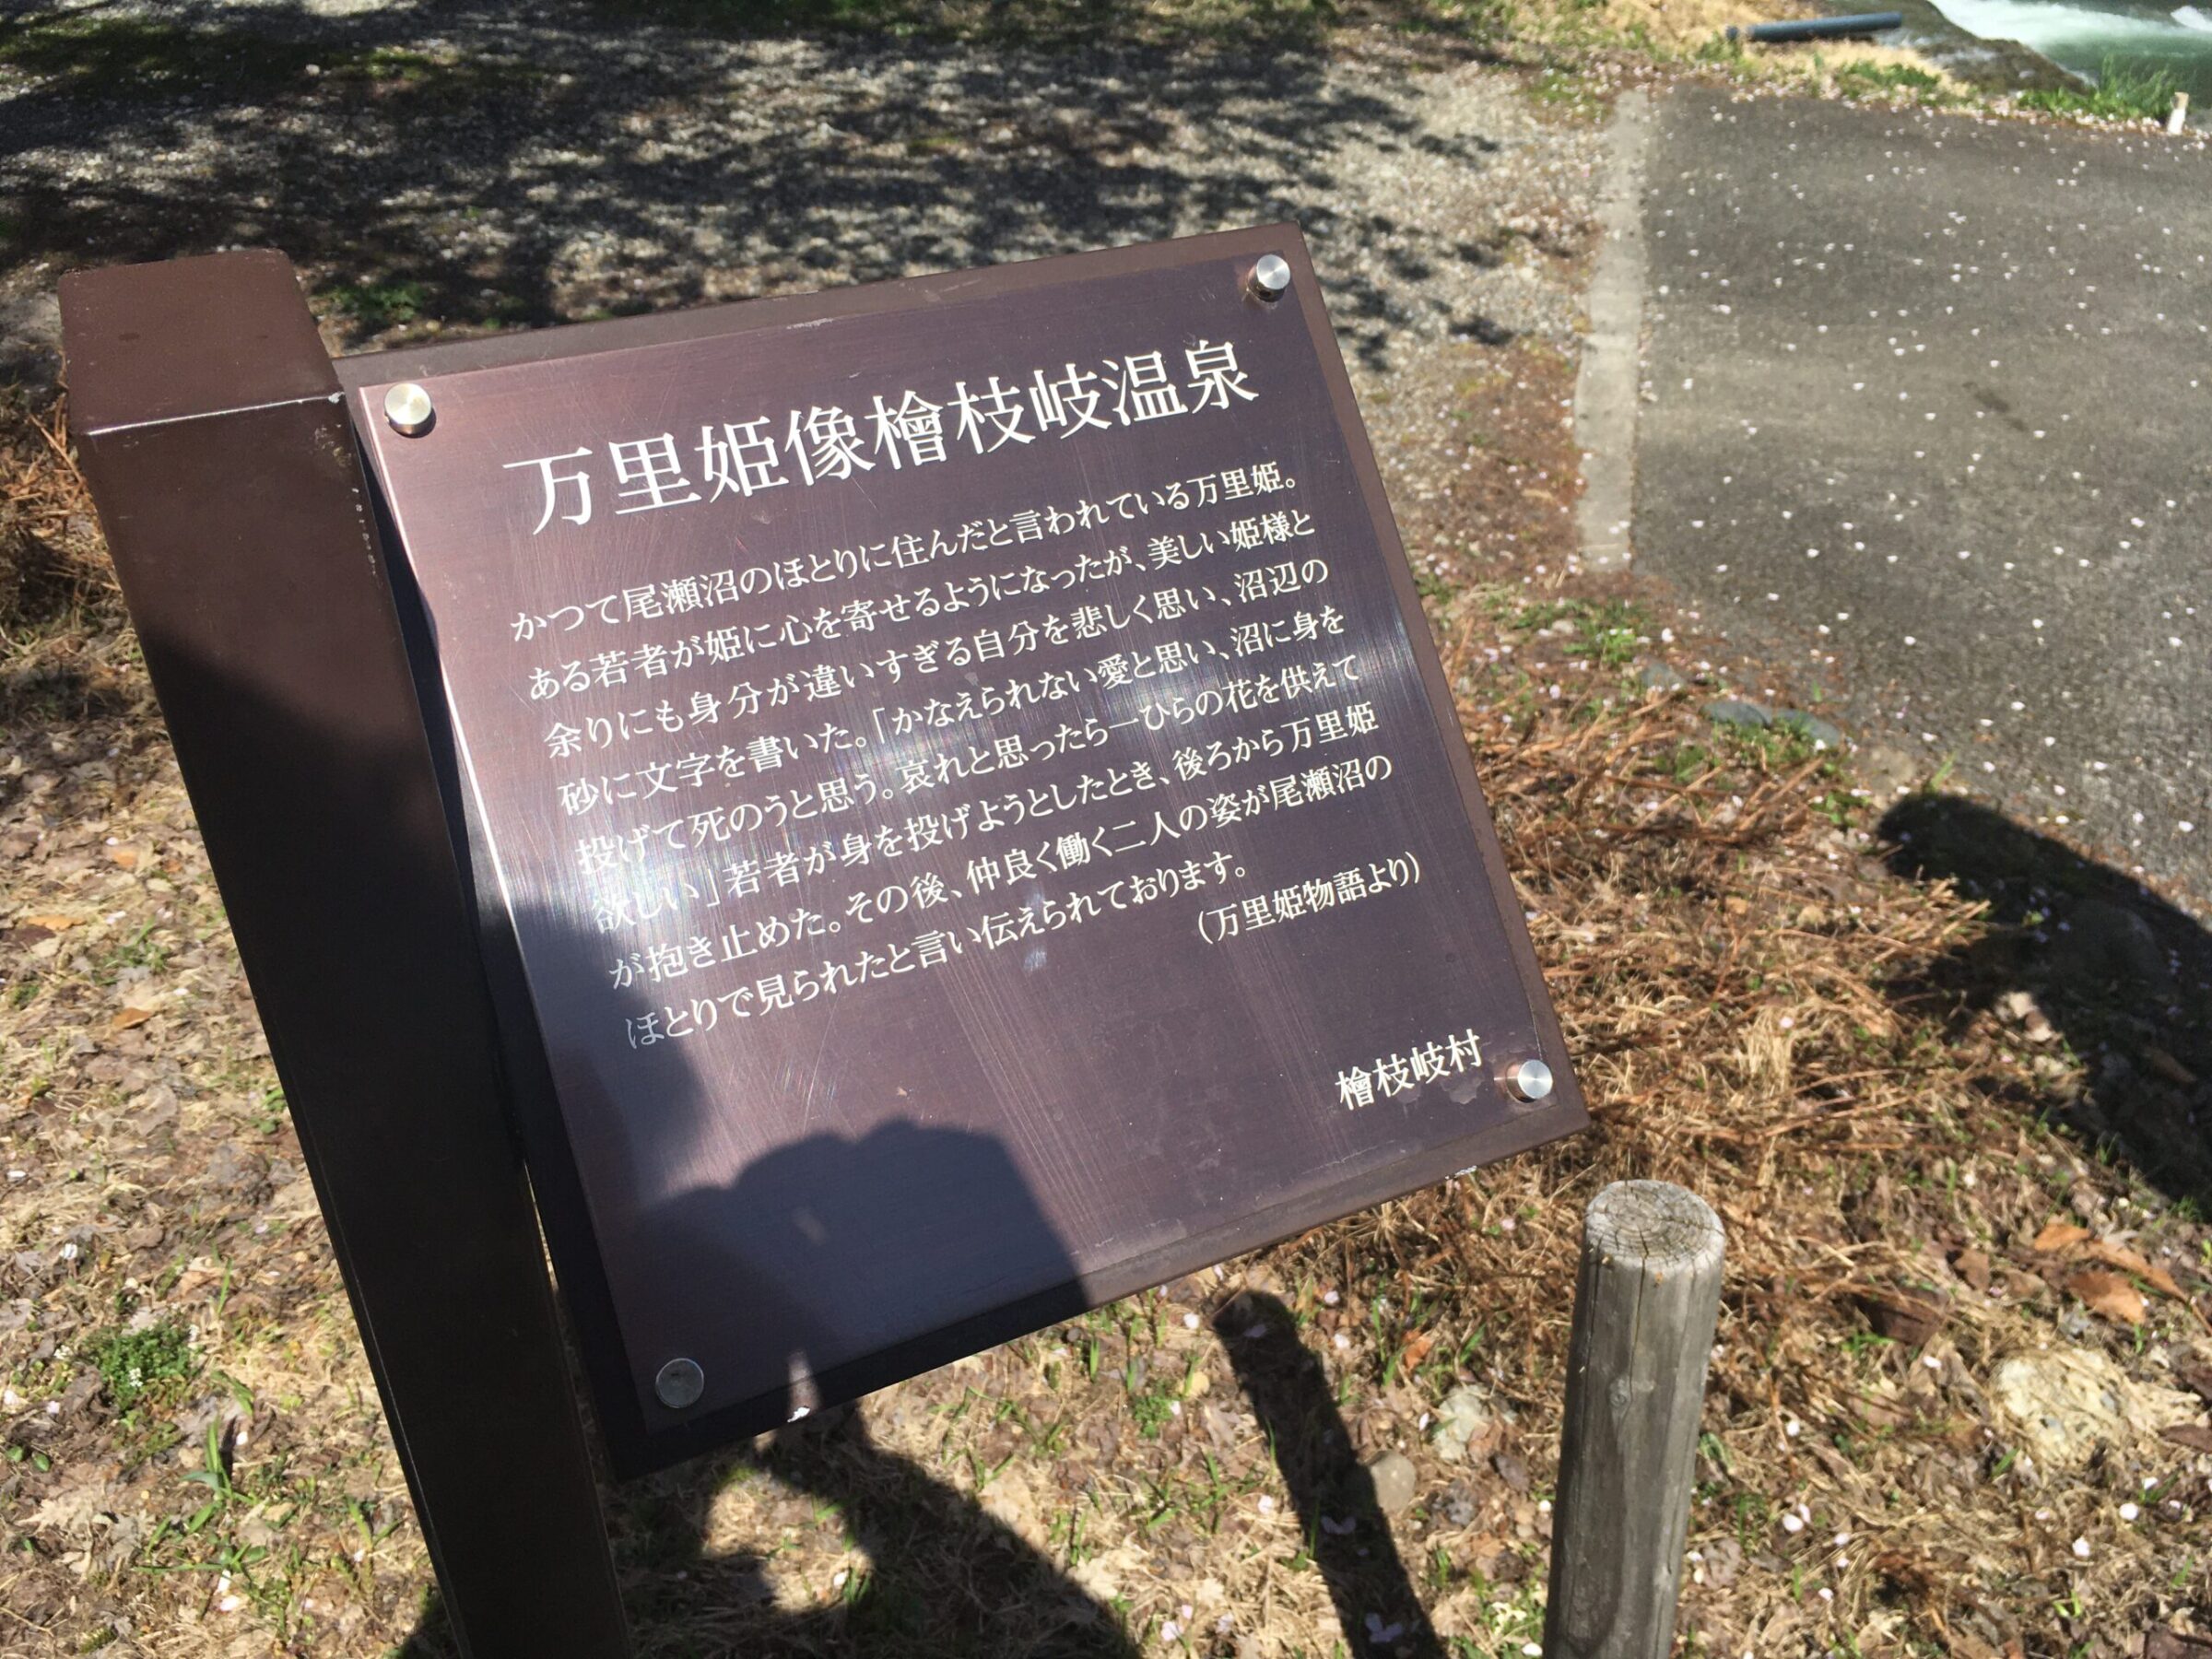 万里姫像檜枝岐温泉
かつて尾瀬沼のほとりに住んだと言われている万里姫。
ある若者が姫に心を寄せるようになったが、美しい姫様と
余りにも身分が違いすぎる自分を悲しく思い、沼辺の
砂に文字を書いた。「かなえられない愛と思い、沼に身を
投げて死のうと思う。哀れと思ったら一ひらの花を供えて
欲しい」若者が身を投げようとしたとき、後ろから万里姫
が抱き止めた。その後、仲良く働く二人の姿が尾瀬沼の
ほとりで見られたと言い伝えられております。
（万里姫物語より）
檜枝岐村